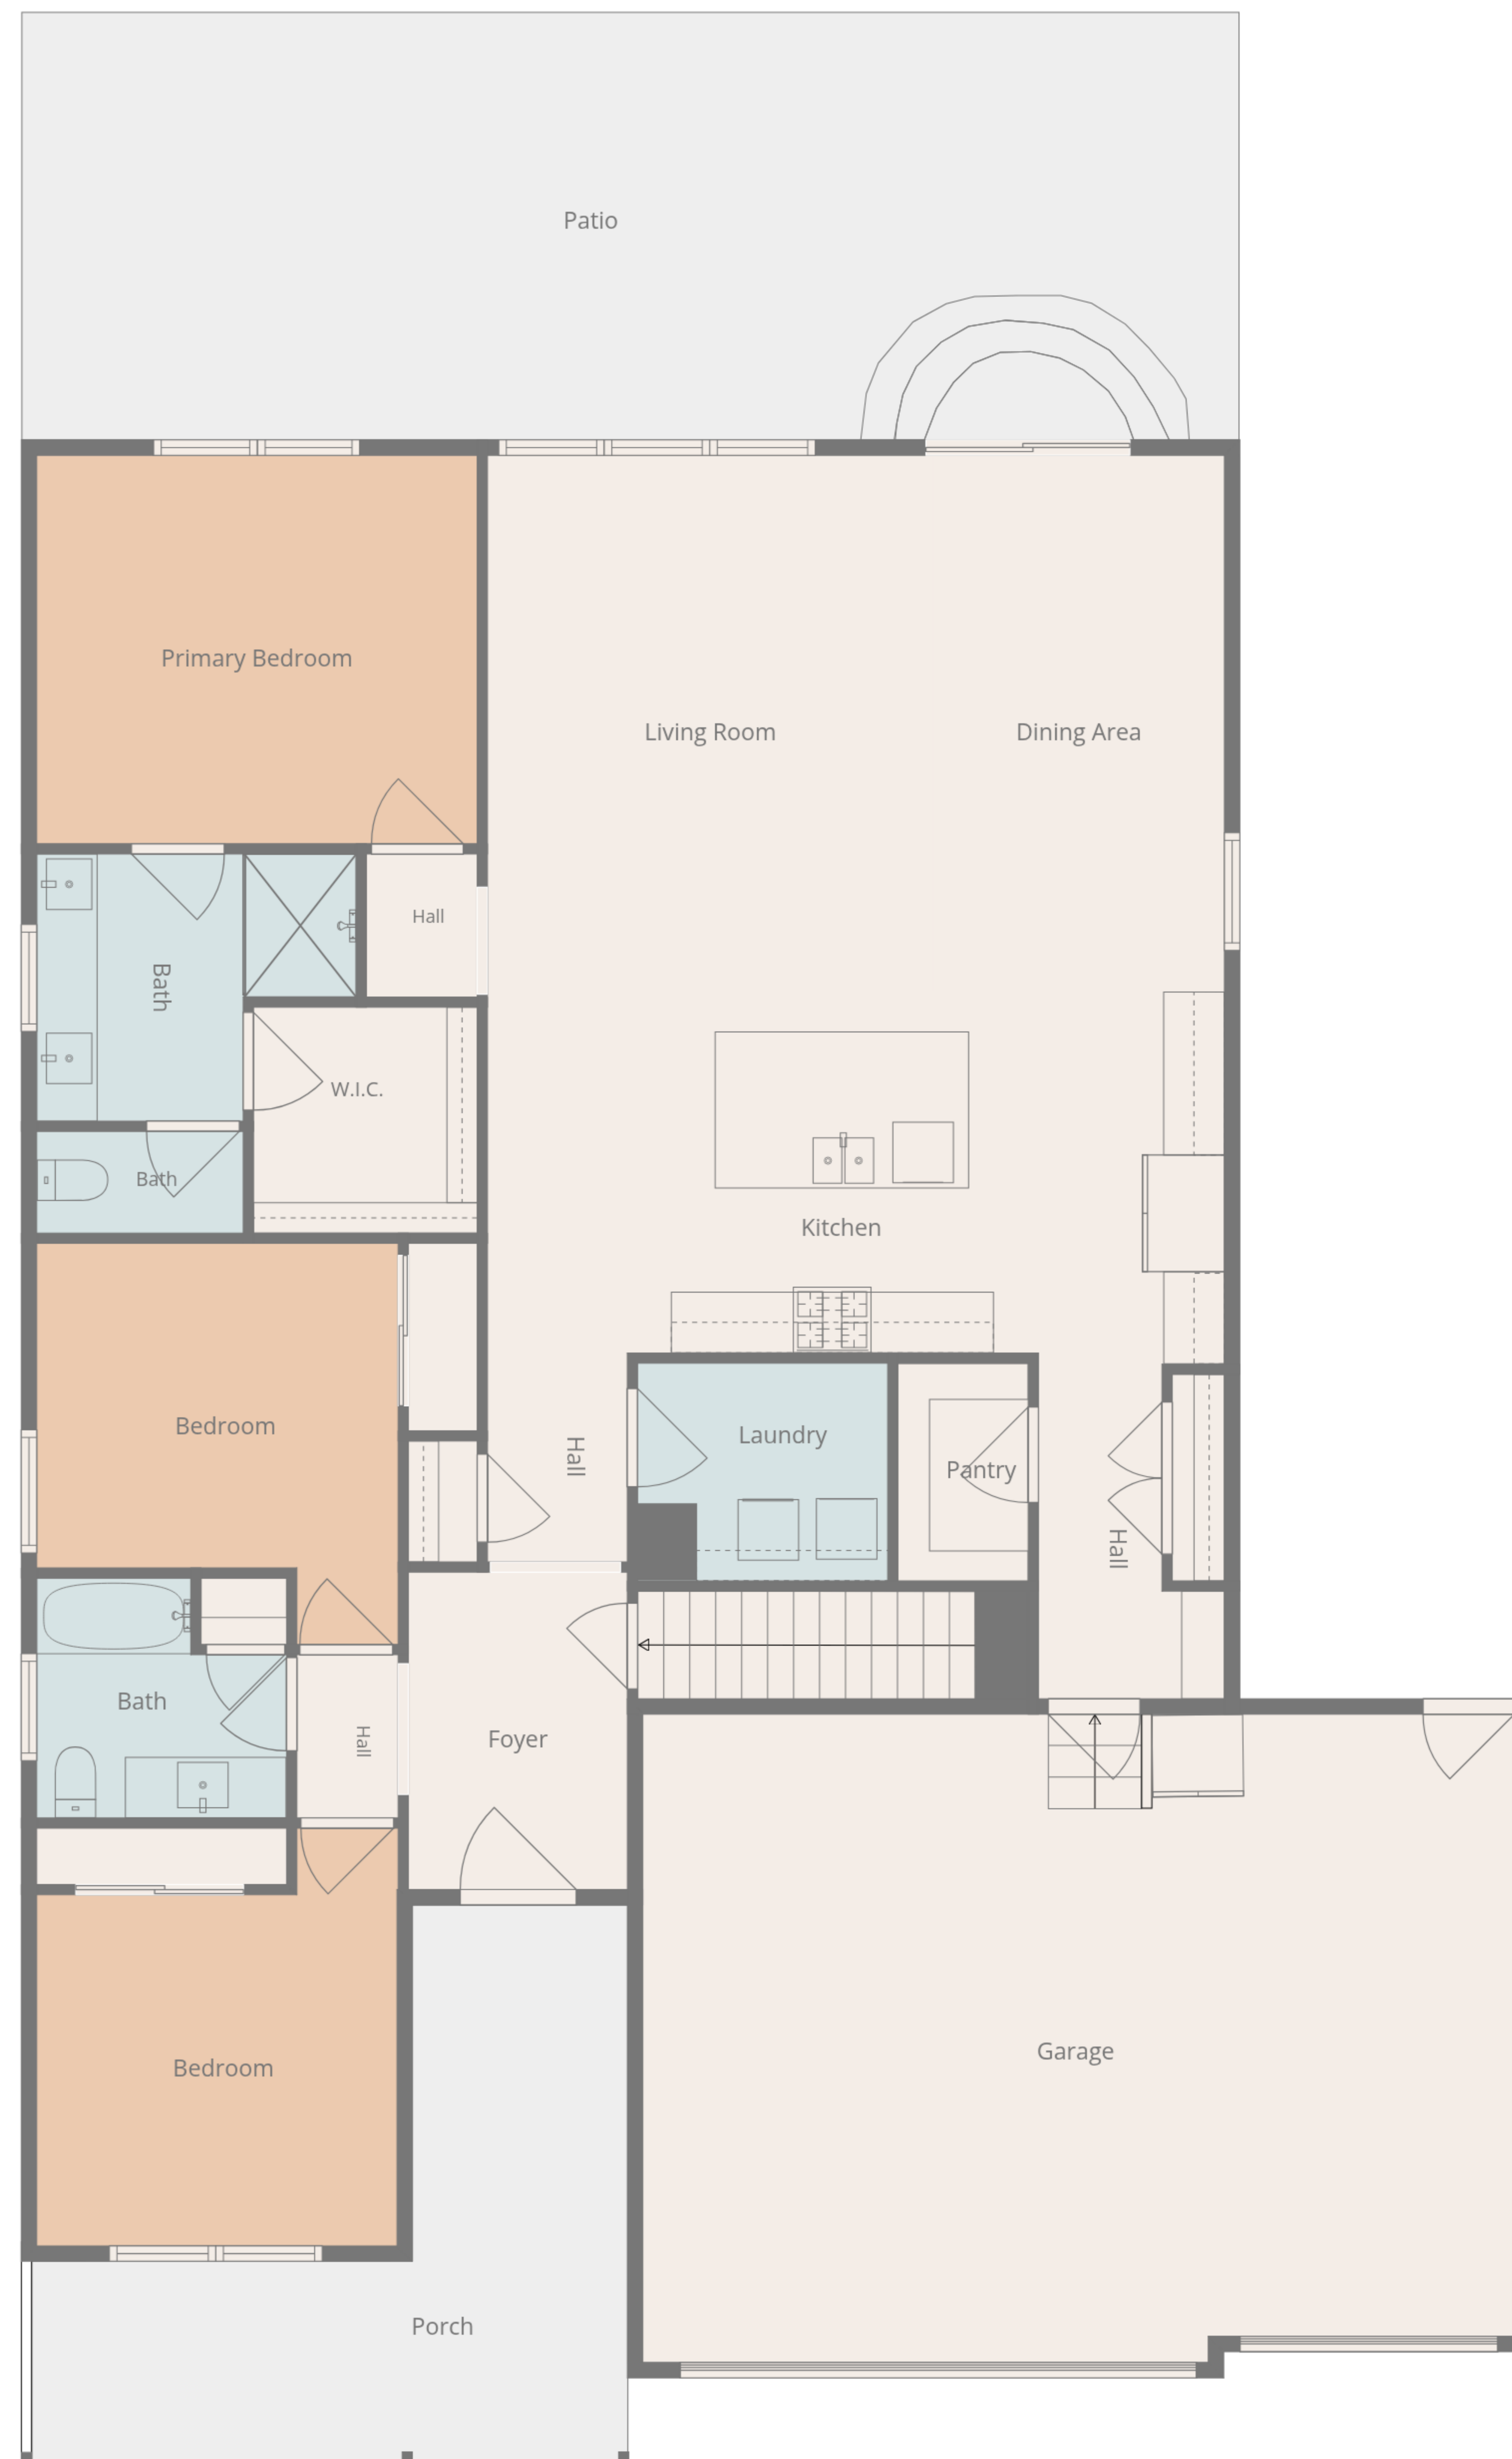 Patio
Primary Bedroom
Living Room
Dining Area
Hall
Bath
W.I.C.
Bath
Kitchen
Bedroom
Hall
Laundry
Pantry
Hall
Bath
Hall
Foyer
Garage
Bedroom
Porch